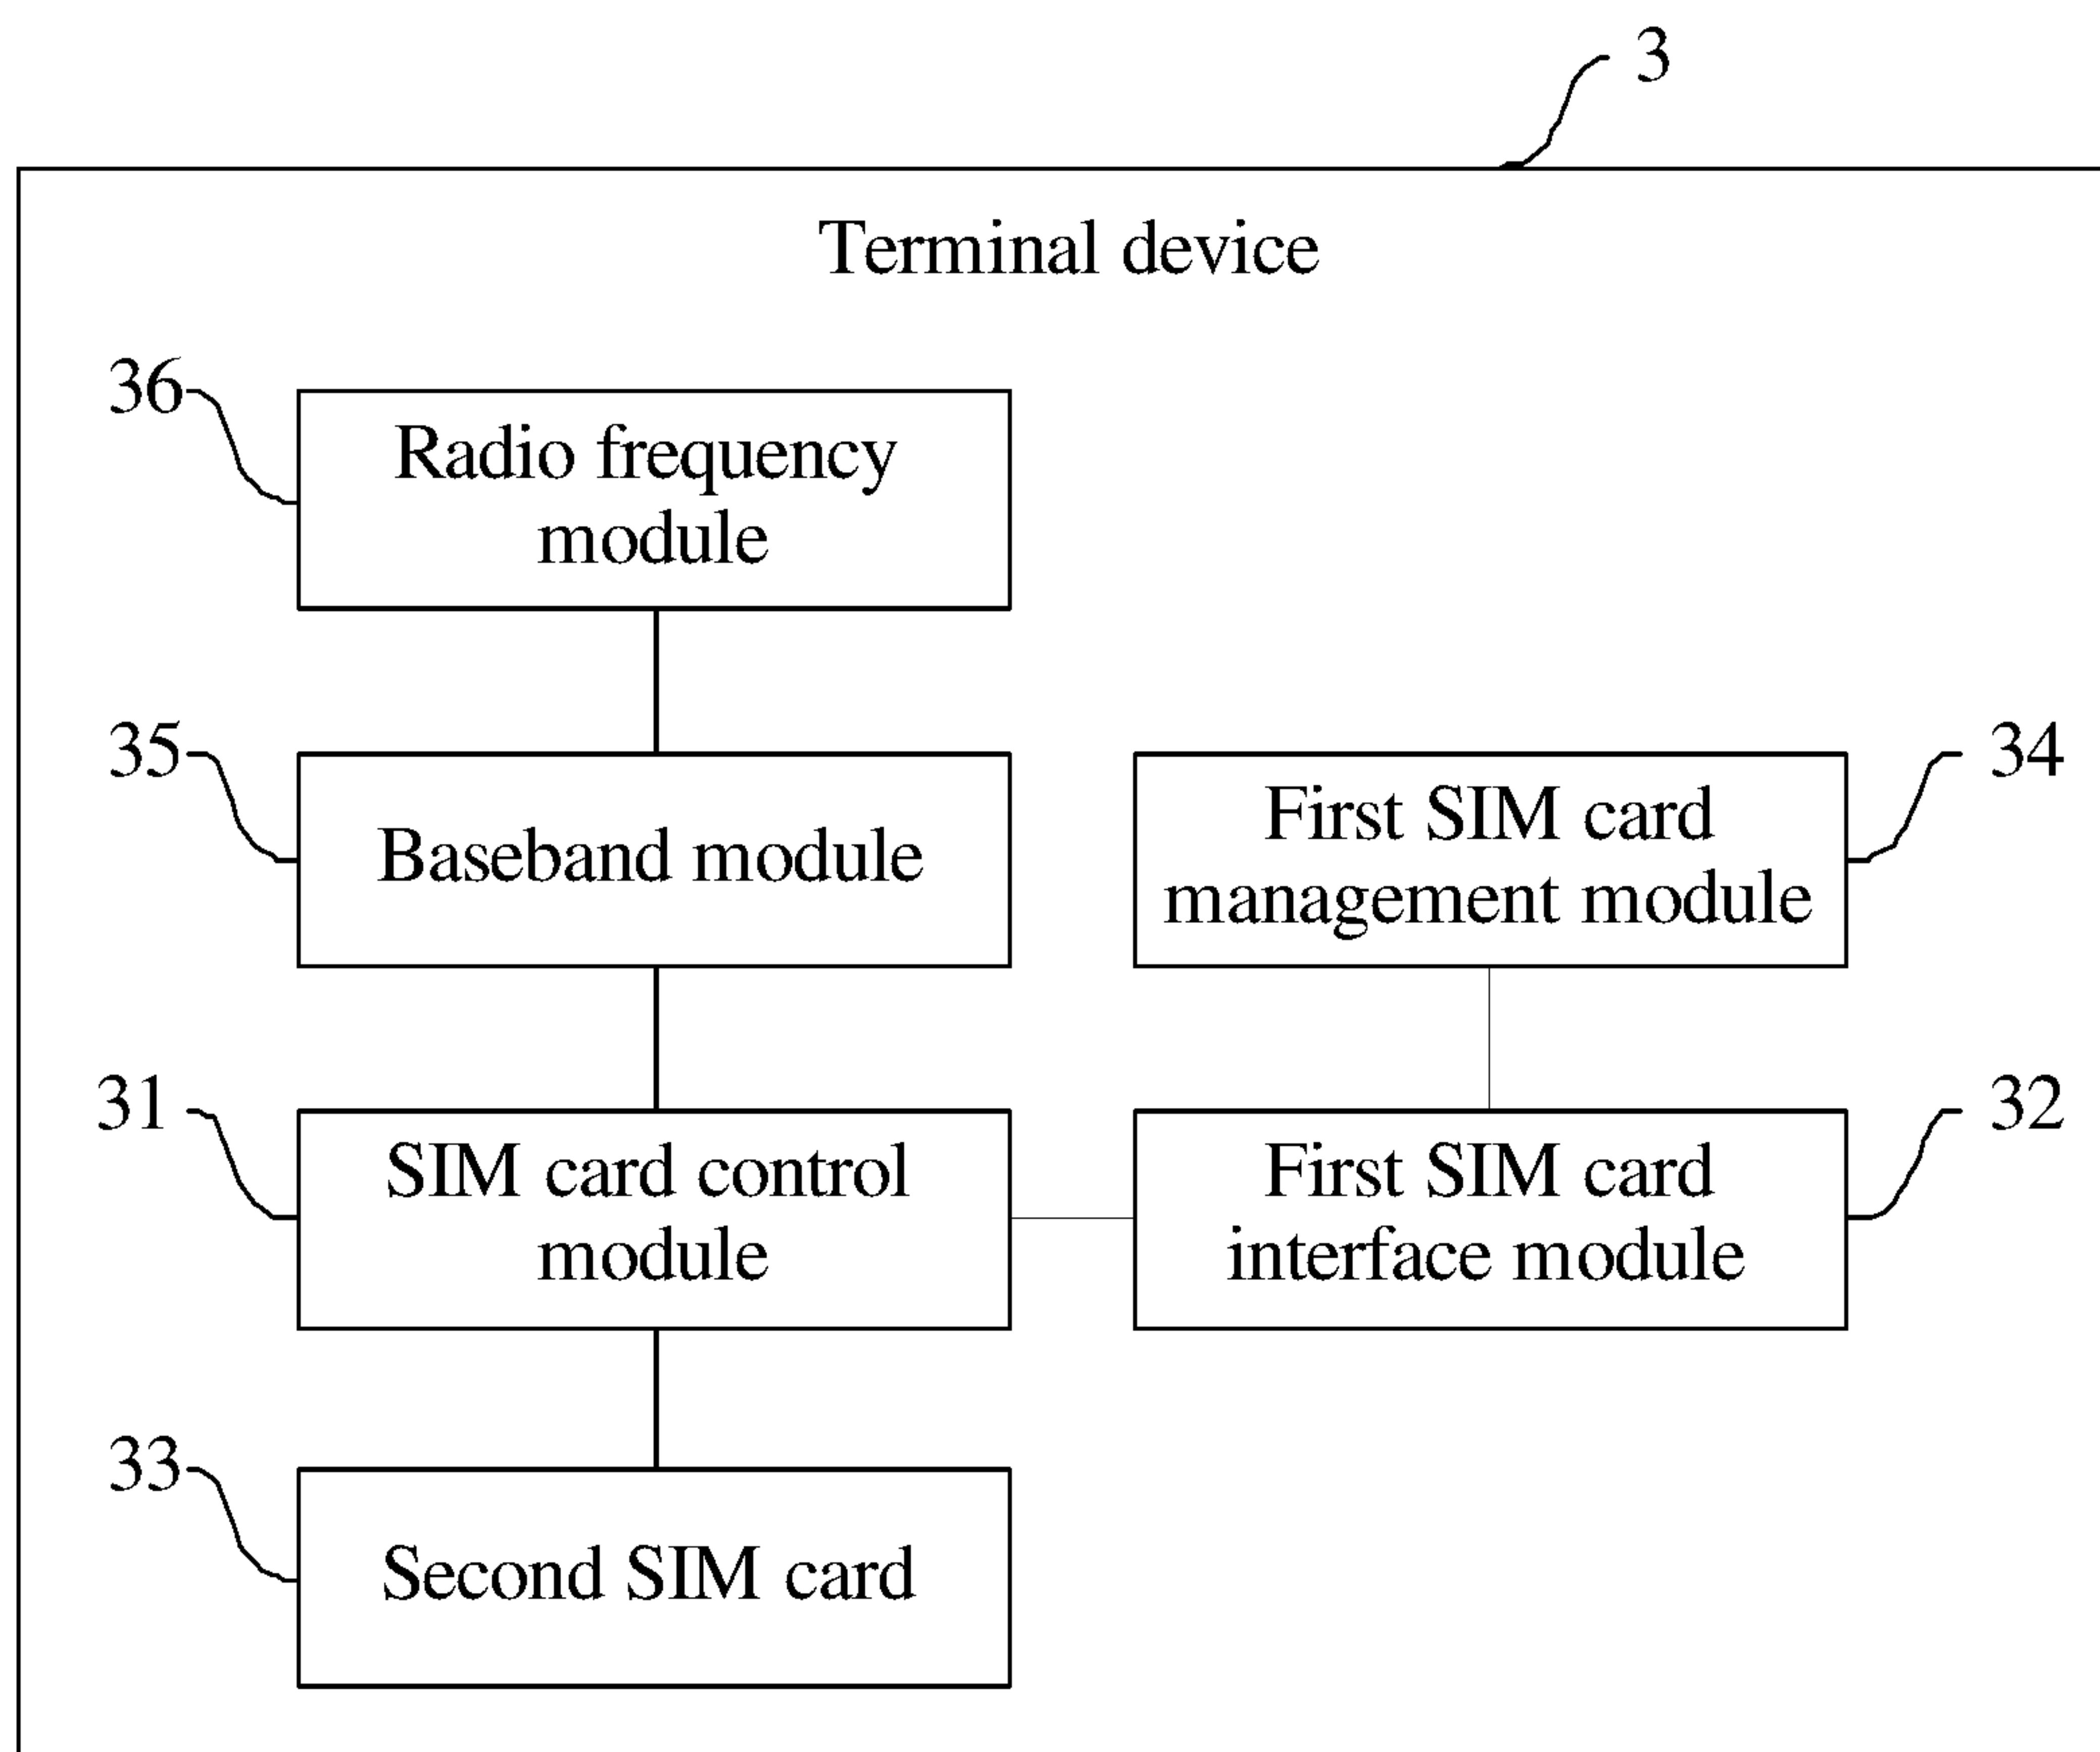 3
Terminal device
36
Radio frequency
module
35
Baseband module
34
First SIM card
management module
31
SIM card control
module
32
First SIM card
interface module
33
Second SIM card